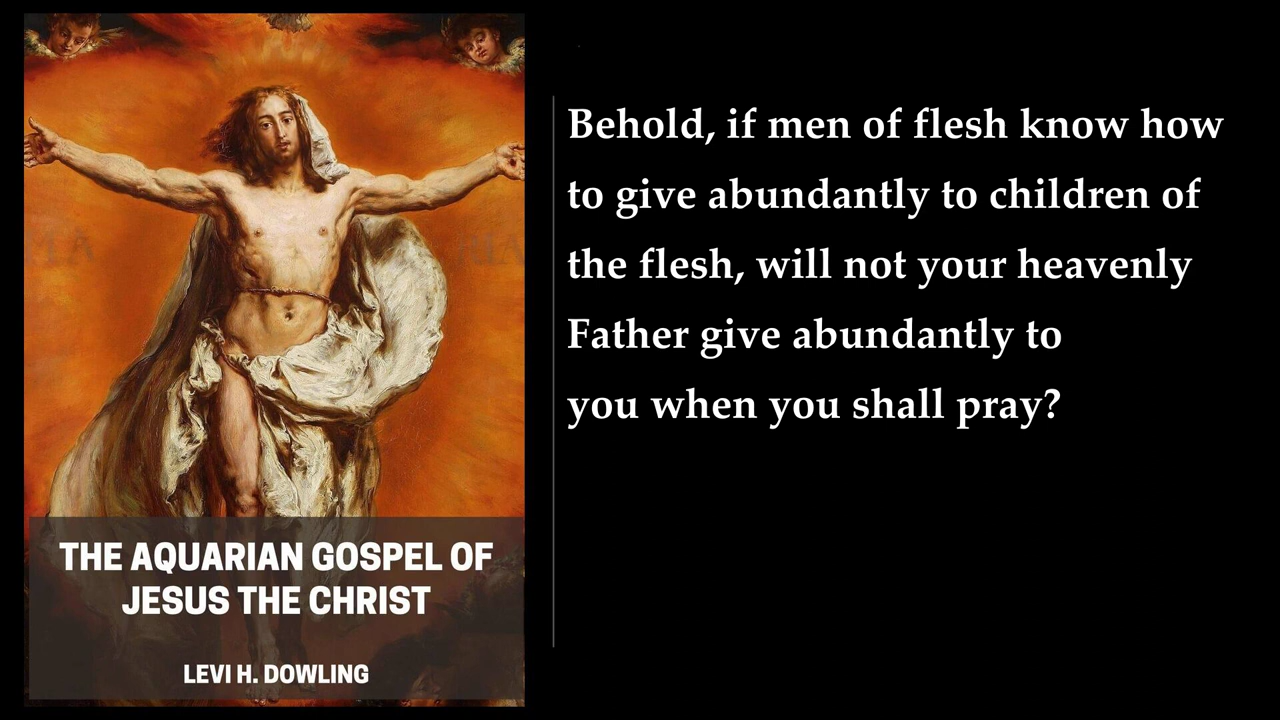 Behold, if men of flesh know how
to give abundantly to children of
the flesh, will not your heavenly
Father give abundantly to
you when you shall pray?
THE AQUARIAN GOSPEL OF
JESUS THE CHRIST
LEVI H. DOWLING